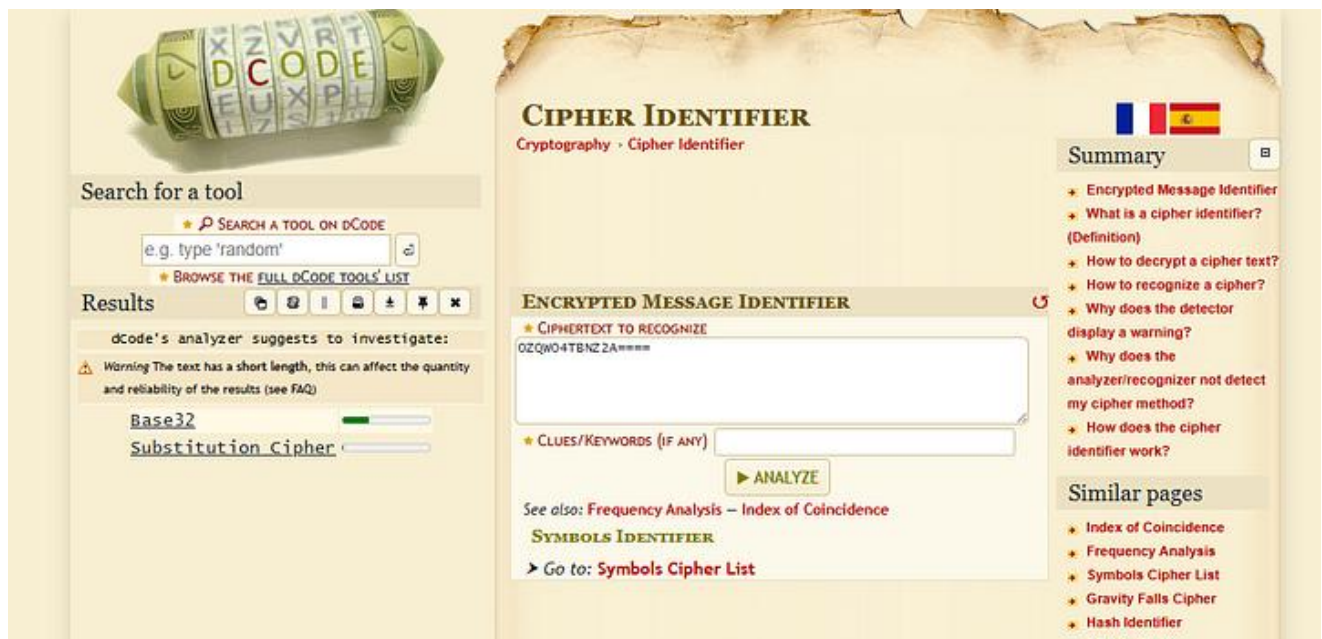 X Z V R T
D C O D E
E U X P L
Search for a tool
SEARCH A TOOL ON DCODE
e.g. type 'random'
BROWSE THE FULL DCODE TOOLS' LIST
Results
dCode's analyzer suggests to investigate:
Warning The text has a short length, this can affect the quantity
and reliability of the results (see FAQ)
Base32
Substitution Cipher
CIPHER IDENTIFIER
Cryptography › Cipher Identifier
ENCRYPTED MESSAGE IDENTIFIER
CIPHERTEXT TO RECOGNIZE
OZQWO4TBNZ2A====
CLUES/KEYWORDS (IF ANY)
► ANALYZE
See also: Frequency Analysis — Index of Coincidence
SYMBOLS IDENTIFIER
➤ Go to: Symbols Cipher List
Summary
Encrypted Message Identifier
What is a cipher identifier?
(Definition)
How to decrypt a cipher text?
How to recognize a cipher?
Why does the detector
display a warning?
Why does the
analyzer/recognizer not detect
my cipher method?
How does the cipher
identifier work?
Similar pages
Index of Coincidence
Frequency Analysis
Symbols Cipher List
Gravity Falls Cipher
Hash Identifier